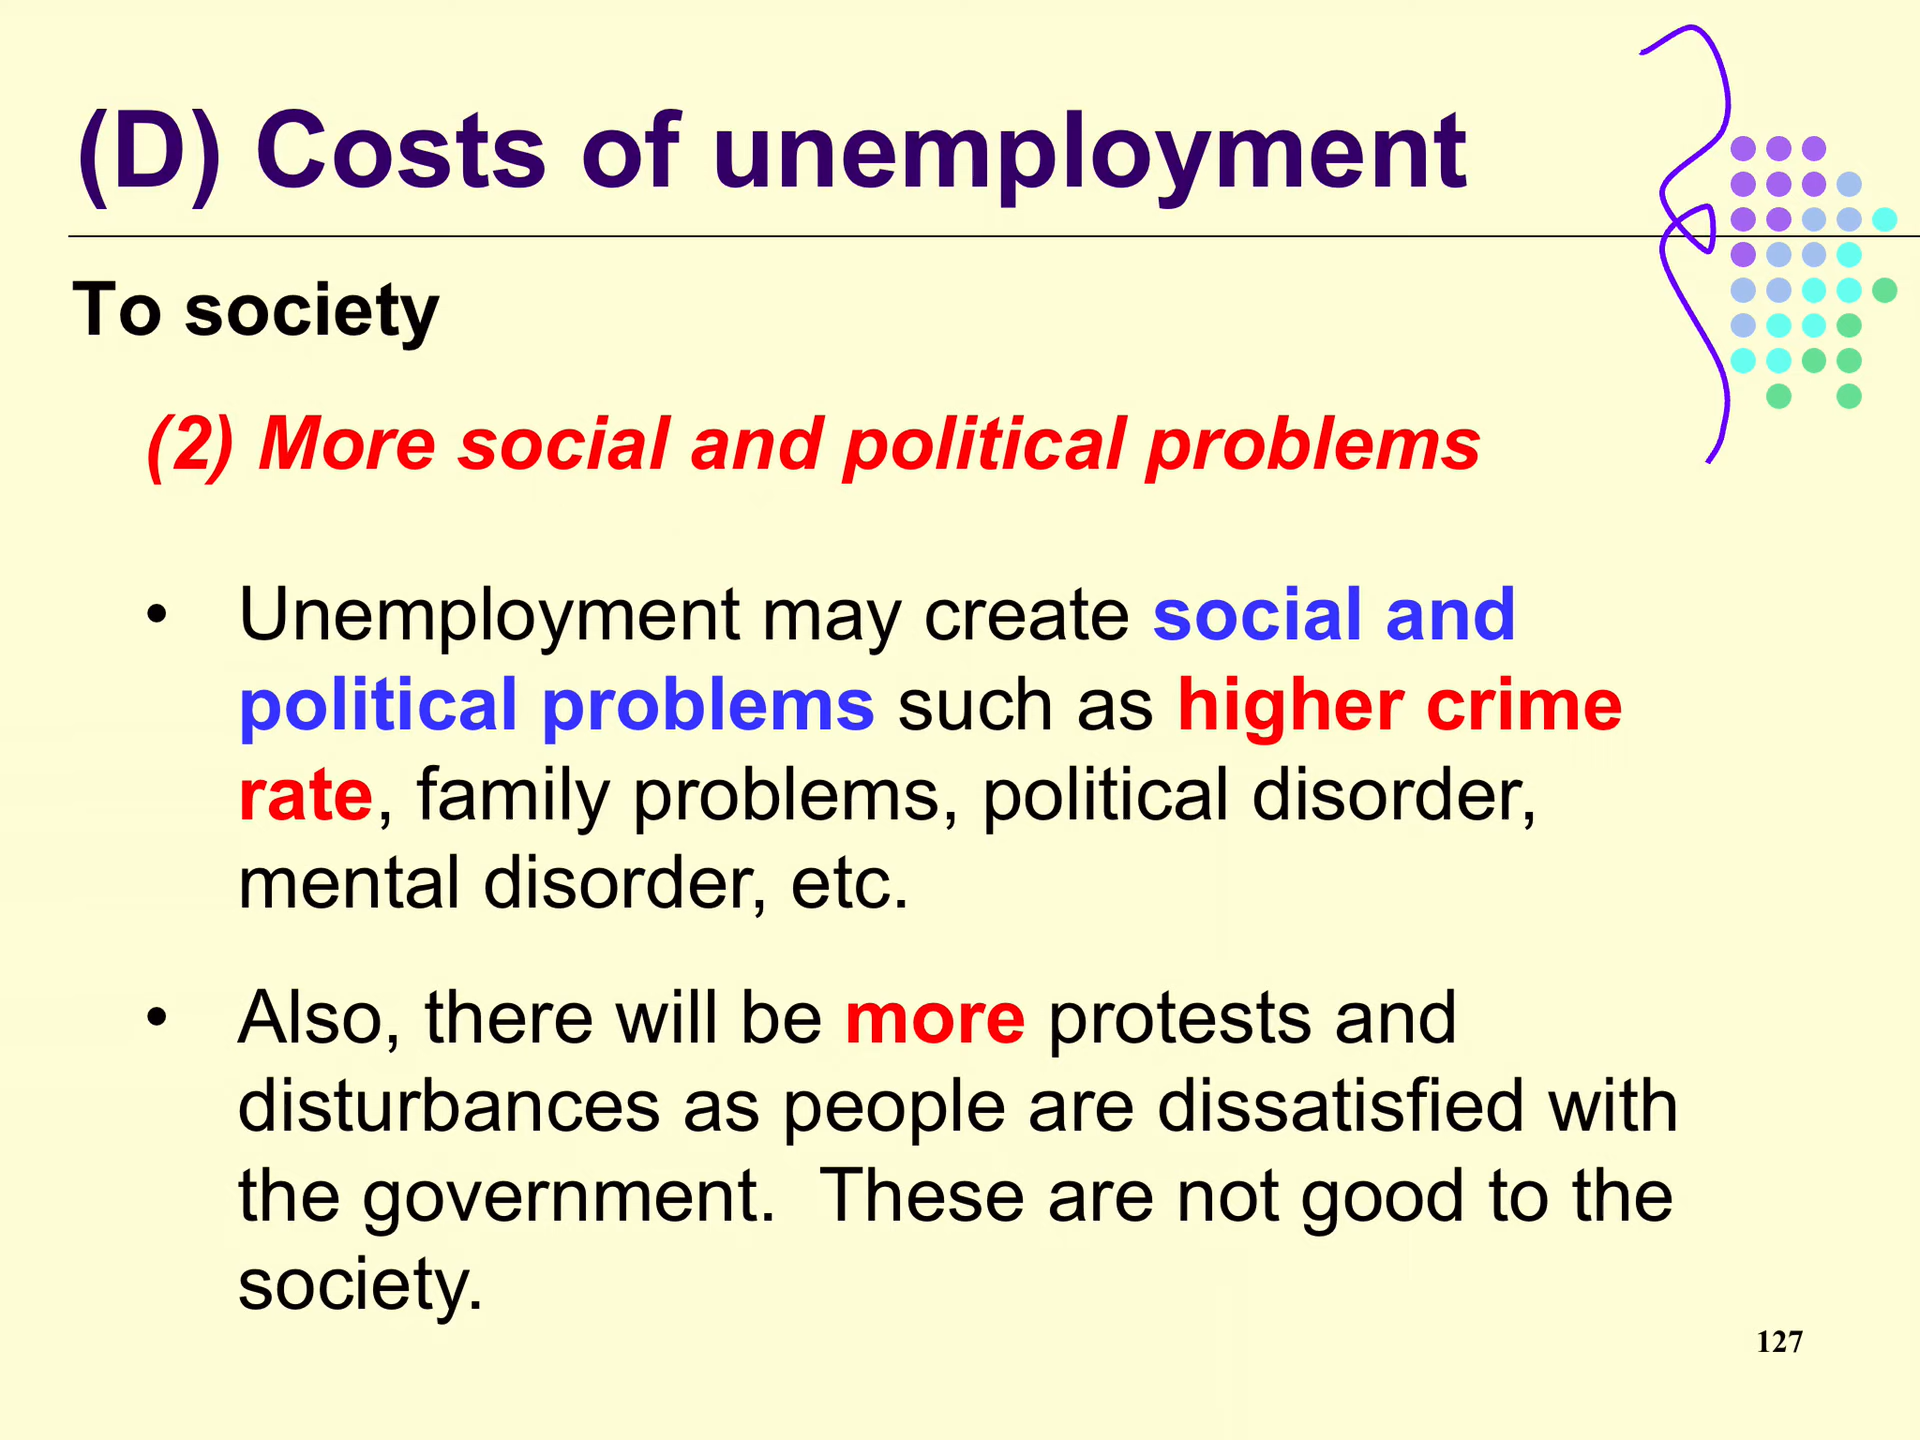 (D) Costs of unemployment
To society
(2) More social and political problems
• Unemployment may create social and
political problems such as higher crime
rate, family problems, political disorder,
mental disorder, etc.
• Also, there will be more protests and
disturbances as people are dissatisfied with
the government.  These are not good to the
society.
127